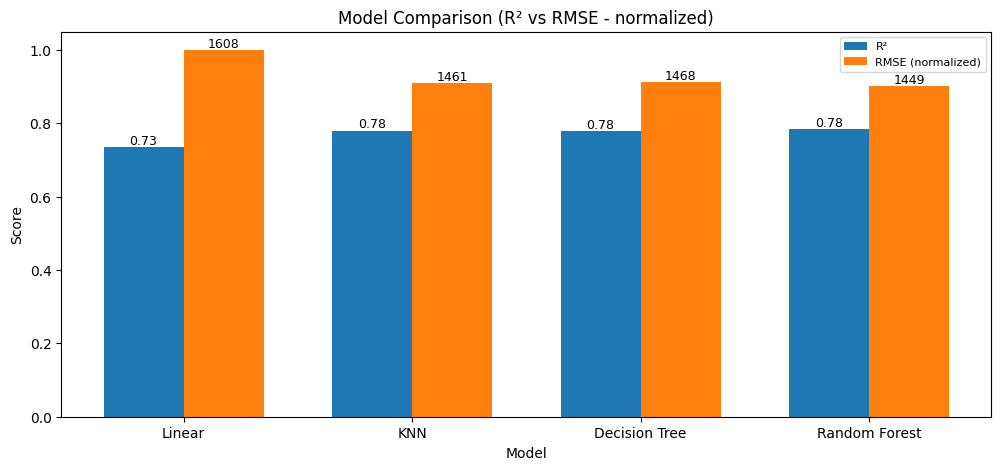 Model Comparison (R² vs RMSE - normalized)
R²
RMSE (normalized)
1608
1461
1468
1449
0.73
0.78
0.78
0.78
1.0
0.8
0.6
0.4
0.2
0.0
Score
Linear
KNN
Decision Tree
Random Forest
Model